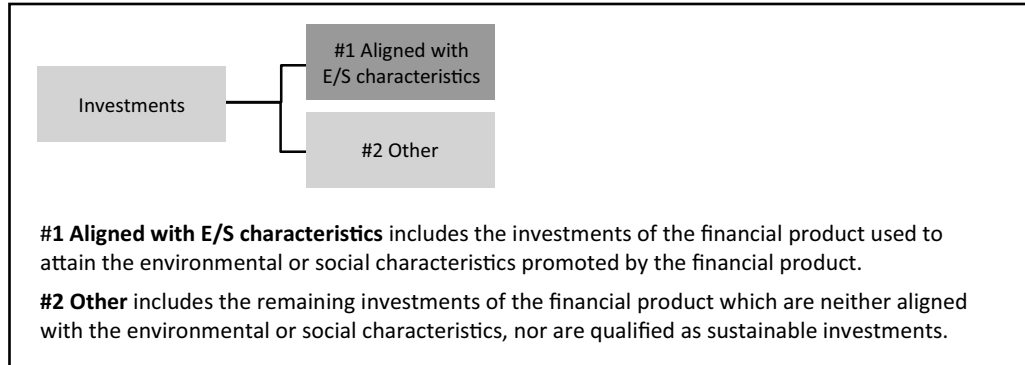 #1 Aligned with
E/S characteristics
Investments
#2 Other
#1 Aligned with E/S characteristics includes the investments of the financial product used to
attain the environmental or social characteristics promoted by the financial product.
#2 Other includes the remaining investments of the financial product which are neither aligned
with the environmental or social characteristics, nor are qualified as sustainable investments.